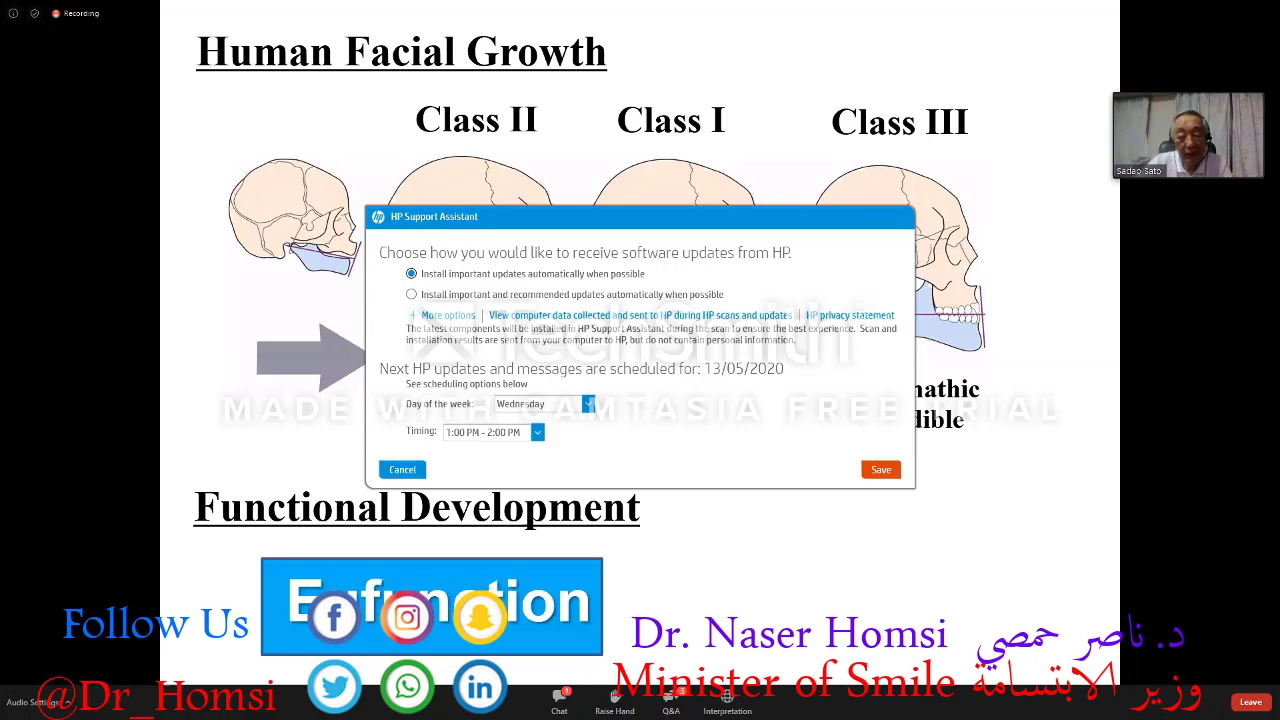 Recording
Human Facial Growth
Class II
Class I
Class III
Sadao Sato
HP Support Assistant
Choose how you would like to receive software updates from HP.
Install important updates automatically when possible
Install important and recommended updates automatically when possible
+ More options | View computer data collected and sent to HP during HP scans and updates | HP privacy statement
The latest components will be installed in HP Support Assistant during the scan to ensure the best experience. Scan and
installation results are sent from your computer to HP, but do not contain personal information.
TechSmith
Next HP updates and messages are scheduled for: 13/05/2020
See scheduling options below
Day of the week: Wednesday
MADE WITH CAMTASIA FREE TRIAL
Timing: 1:00 PM - 2:00 PM
Cancel
Save
Functional Development
Eufunction
Follow Us
@Dr_Homsi
Dr. Naser Homsi د. ناصر حمصي
Minister of Smile وزير الابتسامة
Audio Settings
Chat 1
Raise Hand
Q&A 3
Interpretation
Leave